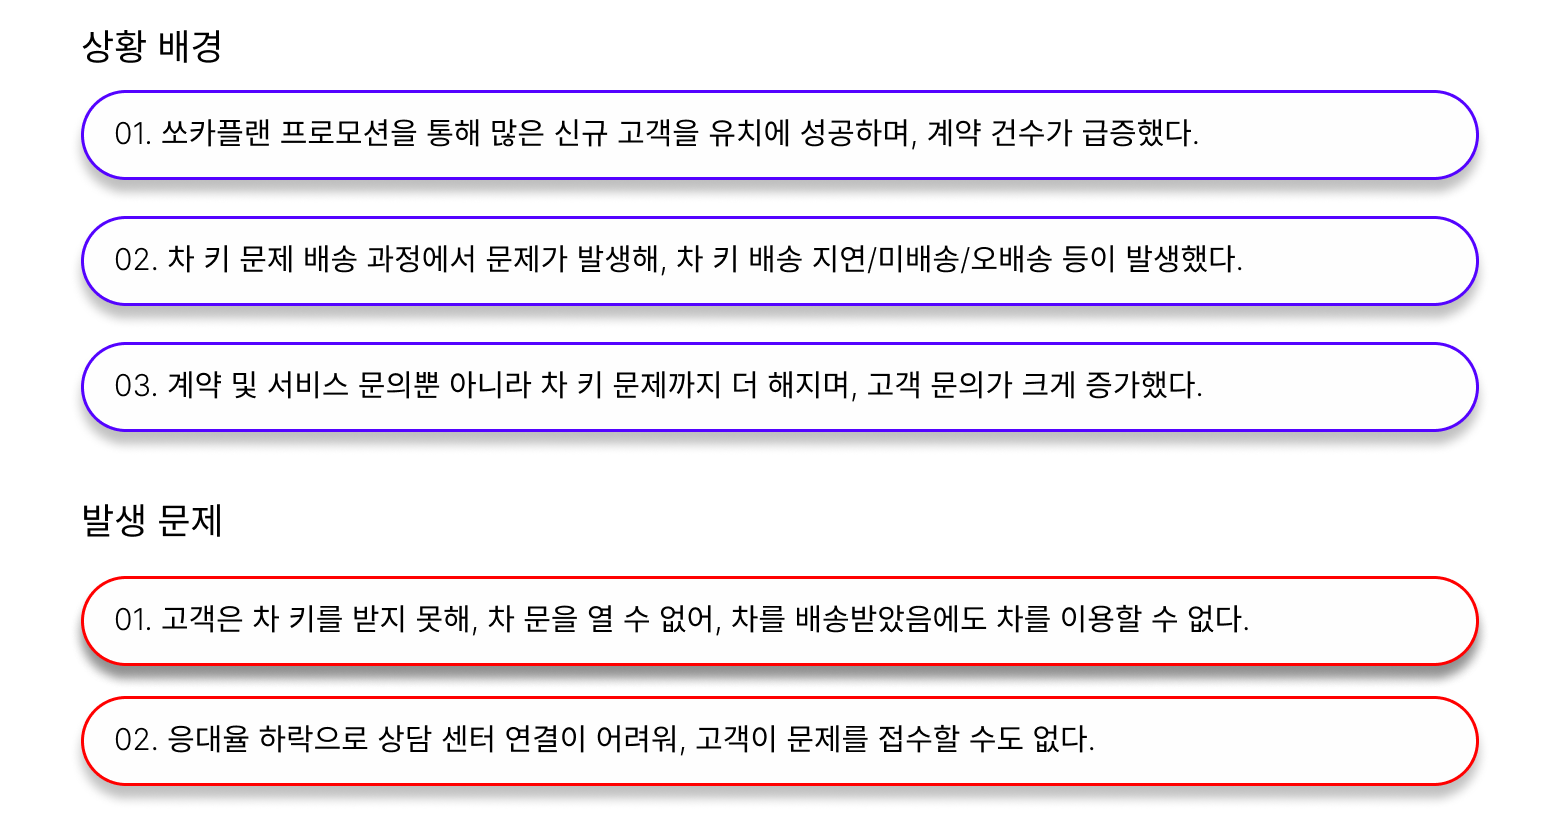 상황 배경
01. 쏘카플랜 프로모션을 통해 많은 신규 고객을 유치에 성공하며, 계약 건수가 급증했다.
02. 차 키 문제 배송 과정에서 문제가 발생해, 차 키 배송 지연/미배송/오배송 등이 발생했다.
03. 계약 및 서비스 문의뿐 아니라 차 키 문제까지 더 해지며, 고객 문의가 크게 증가했다.
발생 문제
01. 고객은 차 키를 받지 못해, 차 문을 열 수 없어, 차를 배송받았음에도 차를 이용할 수 없다.
02. 응대율 하락으로 상담 센터 연결이 어려워, 고객이 문제를 접수할 수도 없다.